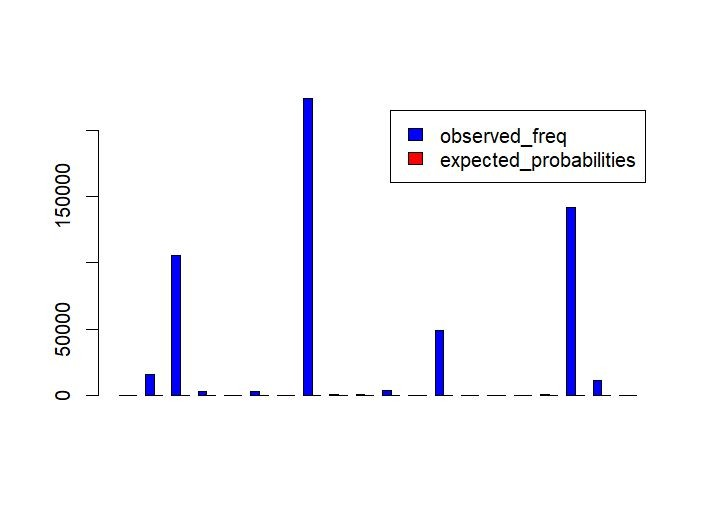 150000
50000
0
observed_freq
expected_probabilities